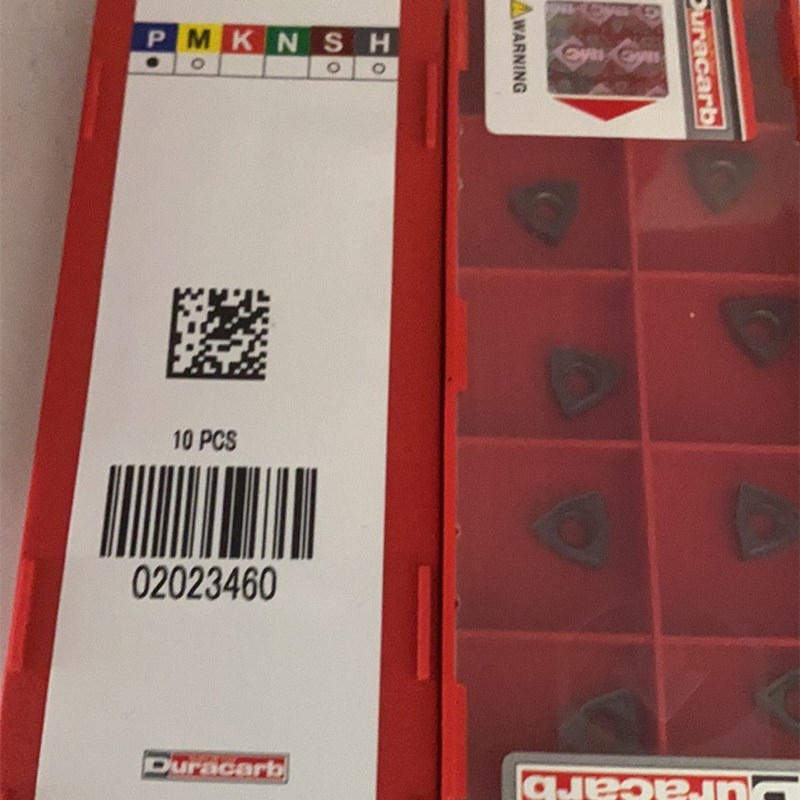 P M K N S H
10 PCS
02023460
Duracarb
WARNING
Duracarb
Duracarb